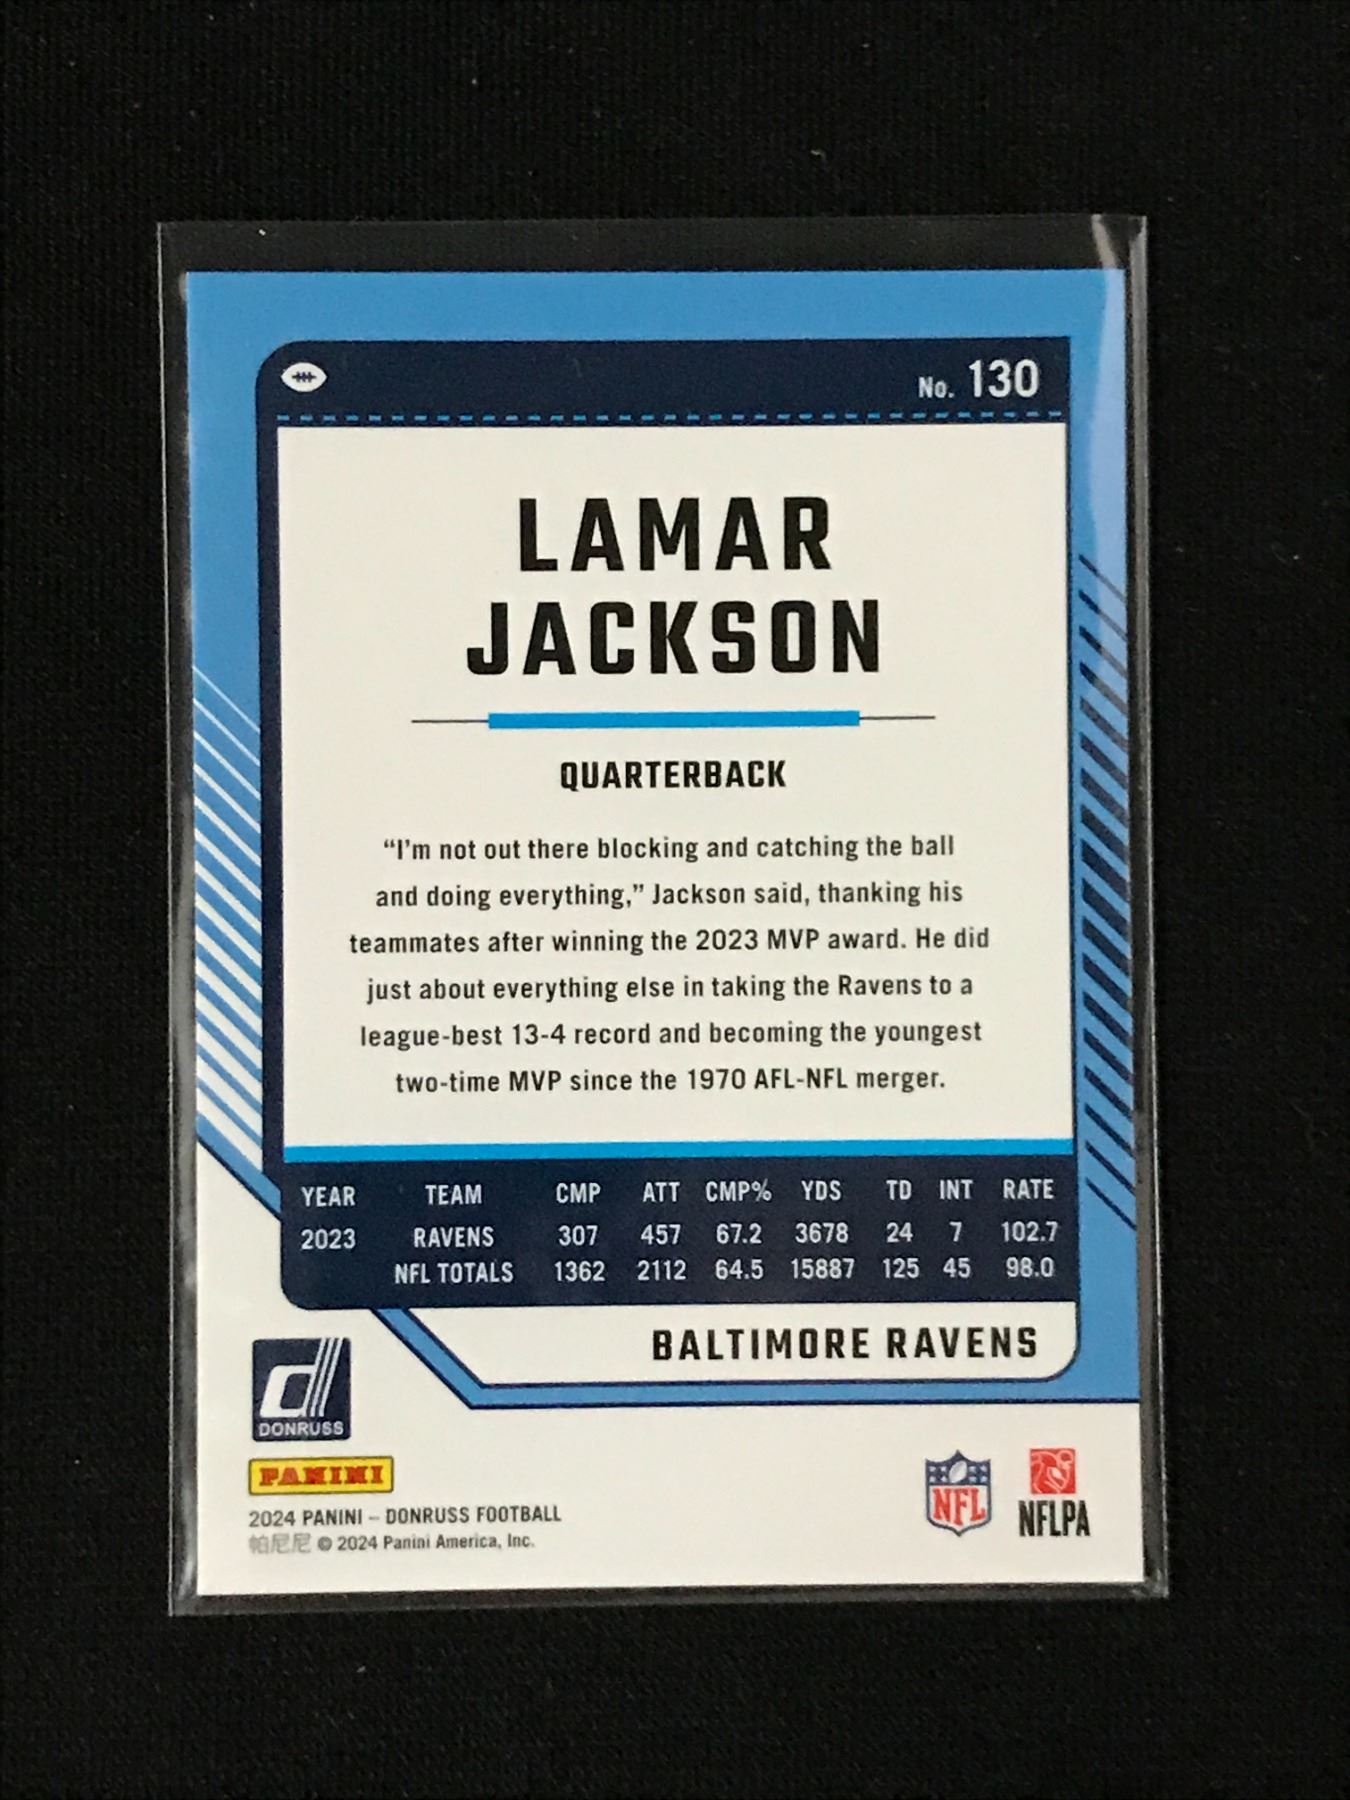 No. 130
LAMAR
JACKSON
QUARTERBACK
“I’m not out there blocking and catching the ball
and doing everything,” Jackson said, thanking his
teammates after winning the 2023 MVP award. He did
just about everything else in taking the Ravens to a
league-best 13-4 record and becoming the youngest
two-time MVP since the 1970 AFL-NFL merger.
YEAR TEAM CMP ATT CMP% YDS TD INT RATE
2023 RAVENS 307 457 67.2 3678 24 7 102.7
NFL TOTALS 1362 2112 64.5 15887 125 45 98.0
BALTIMORE RAVENS
d
DONRUSS
PANINI
2024 PANINI – DONRUSS FOOTBALL
帕尼尼 © 2024 Panini America, Inc.
NFL
NFLPA